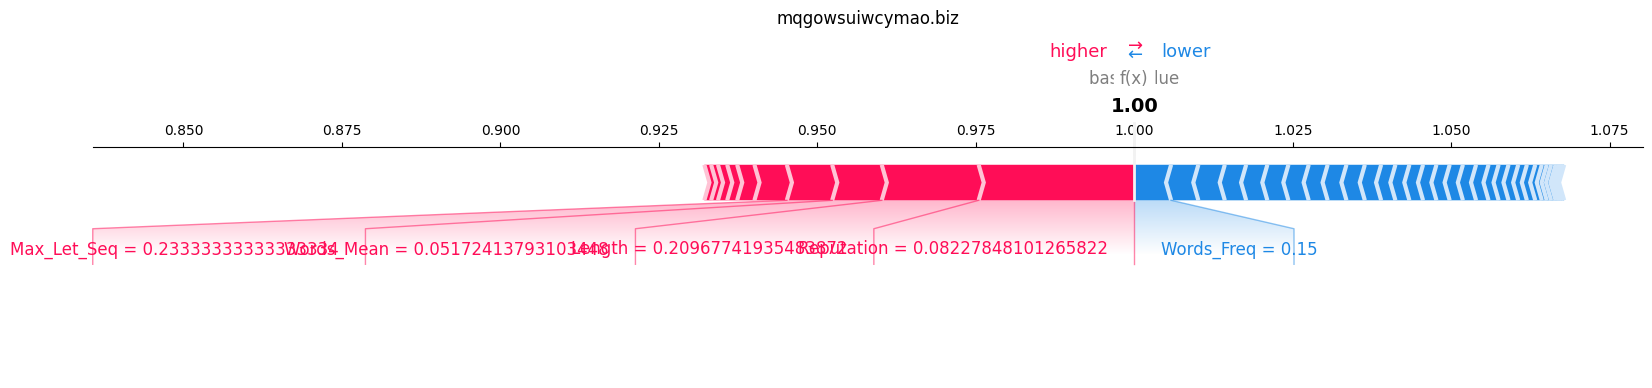 mqgowsuiwcymao.biz
higher ⇄ lower
bas f(x) lue
1.00
0.850 0.875 0.900 0.925 0.950 0.975 1.000 1.025 1.050 1.075
Max_Let_Seq = 0.23333333333333334 Words_Mean = 0.05172413793103448 Length = 0.20967741935483872 Reputation = 0.08227848101265822 Words_Freq = 0.15